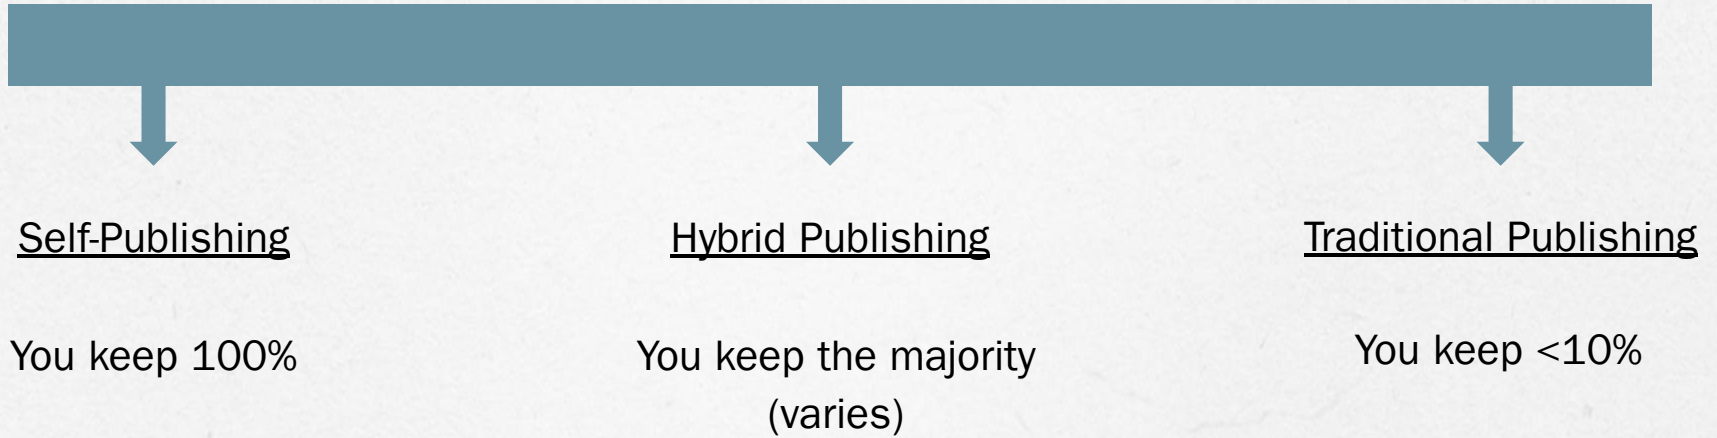 Self-Publishing
You keep 100%
Hybrid Publishing
You keep the majority
(varies)
Traditional Publishing
You keep <10%